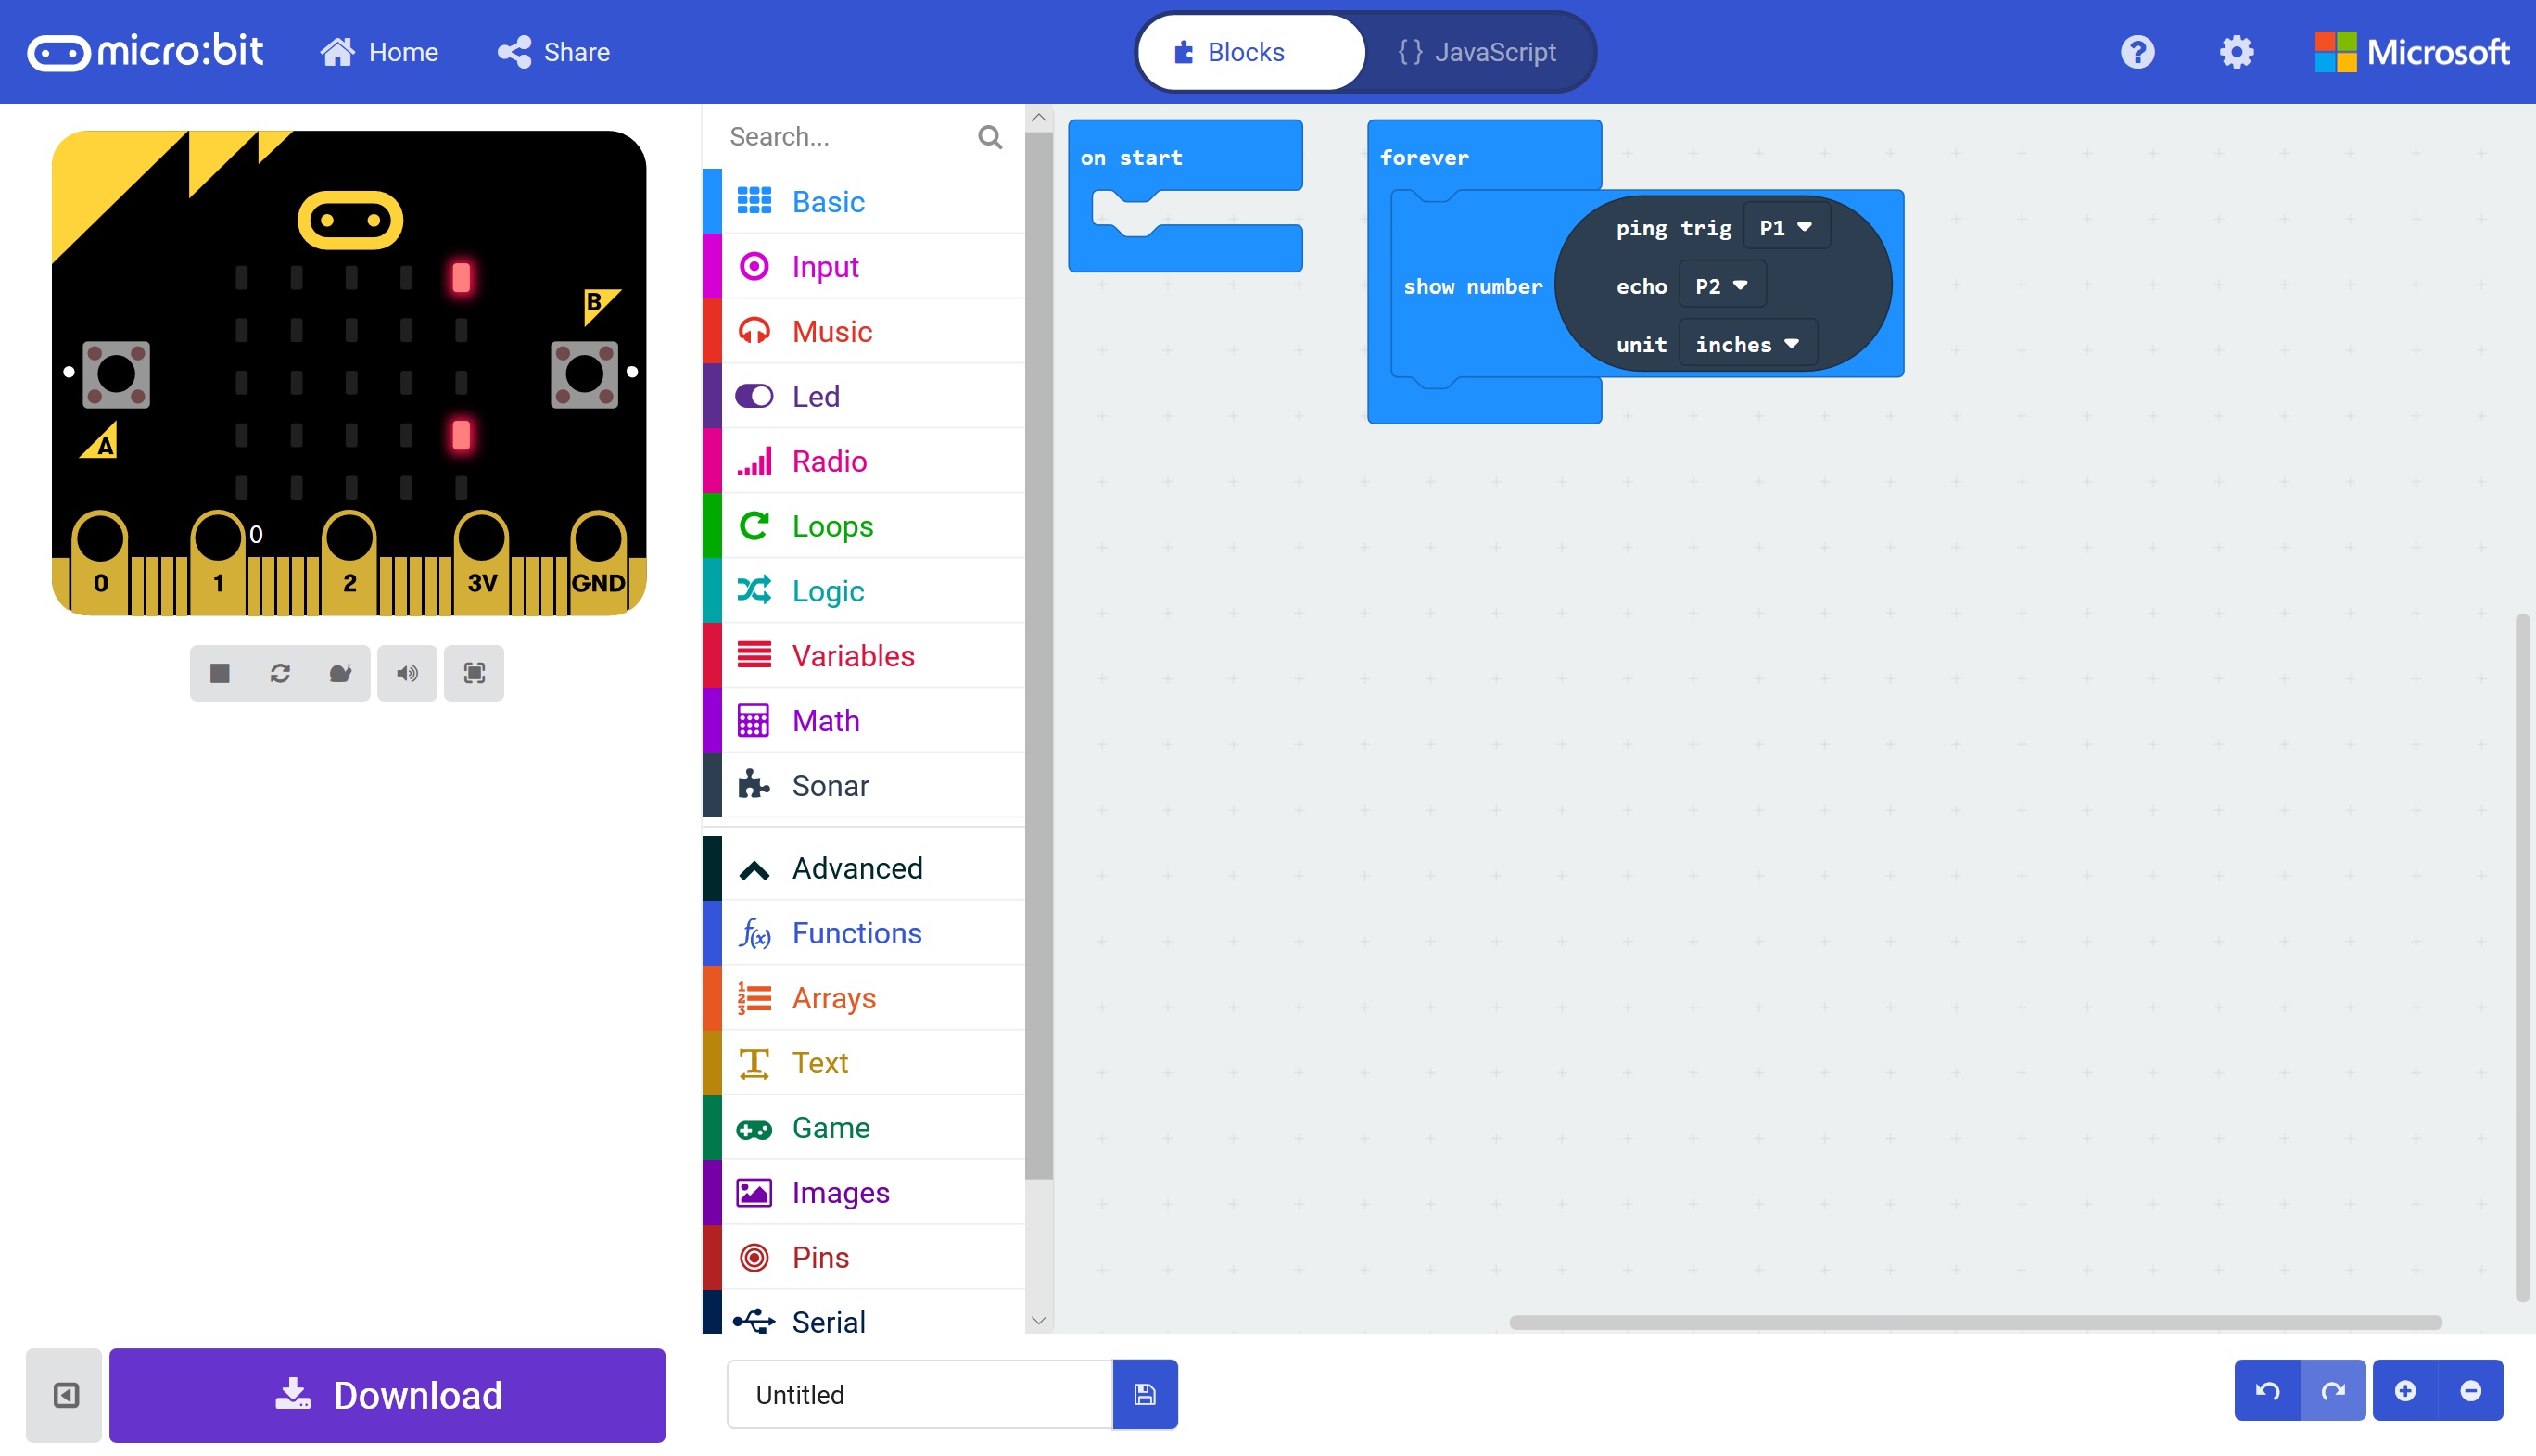 micro:bit
Home
Share
Blocks
{ } JavaScript
Microsoft
B
A
0
0
1
2
3V
GND
Search...
Basic
Input
Music
Led
Radio
Loops
Logic
Variables
Math
Sonar
Advanced
Functions
Arrays
Text
Game
Images
Pins
Serial
on start
forever
show number
ping trig P1
echo P2
unit inches
Download
Untitled